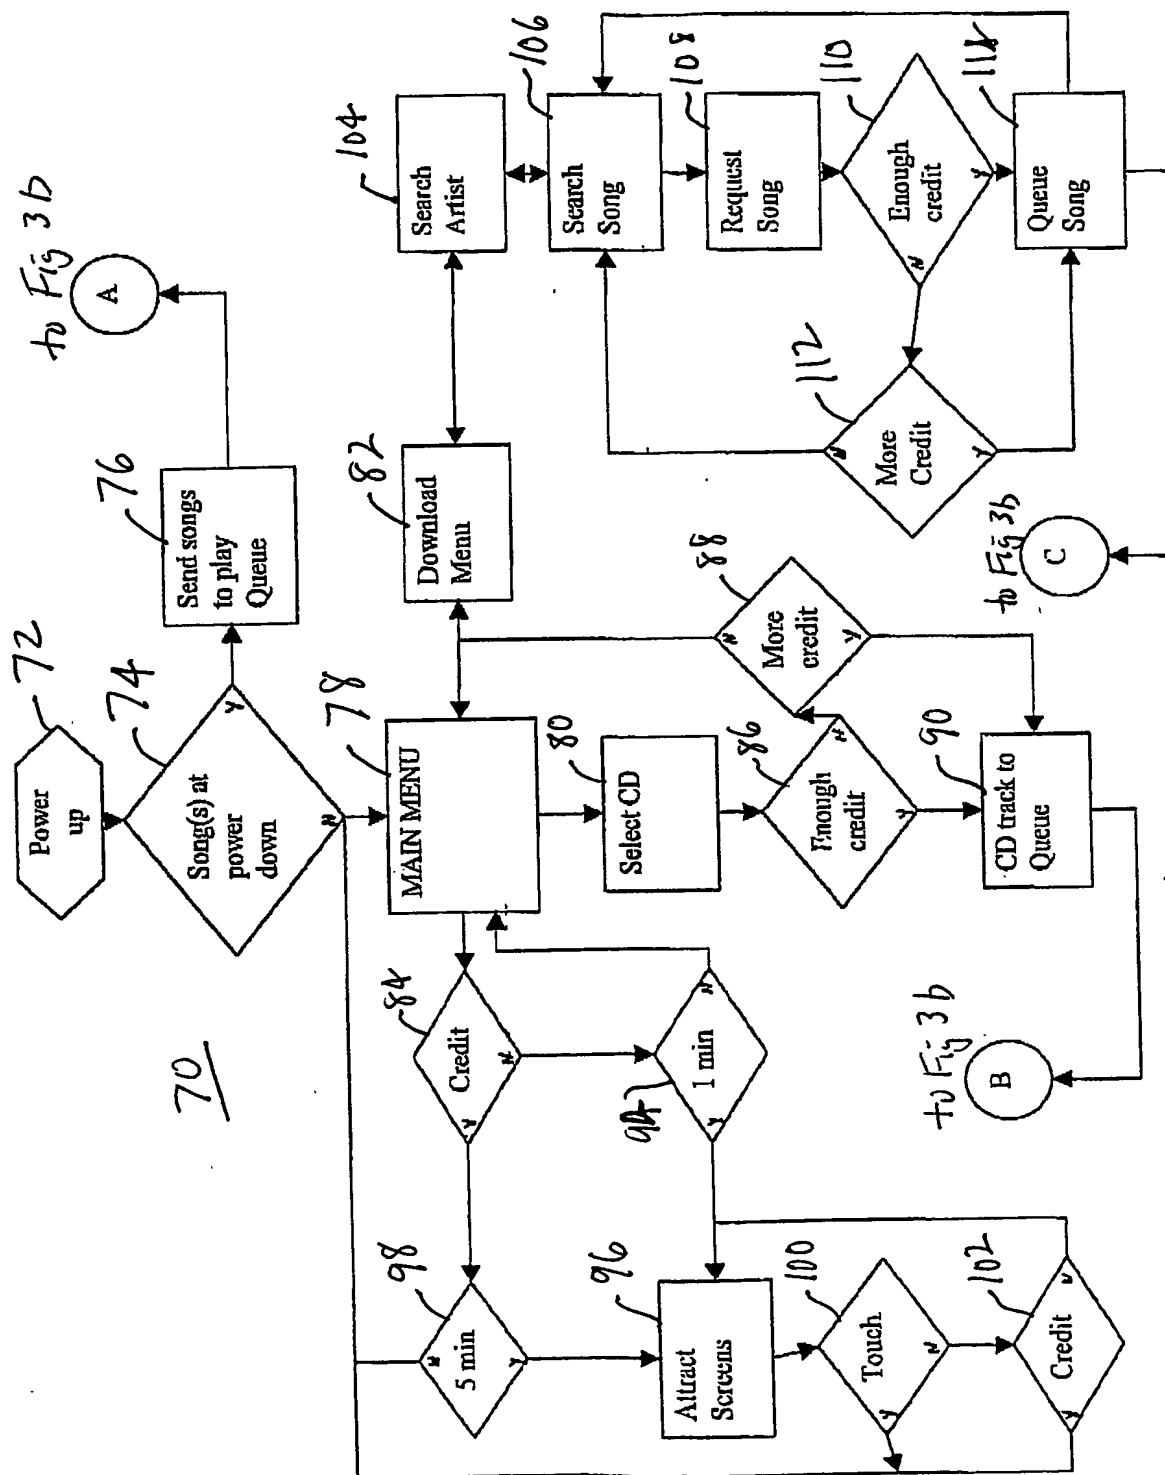 70
72
Power
up
74
Song(s) at
power
down
Y
N
76
Send songs
to play
Queue
to Fig 3b
A
78
MAIN MENU
82
Download
Menu
104
Search
Artist
84
Credit
Y
N
98
5 min
N
Y
94
1 min
Y
N
96
Attract
Screens
100
Touch
Y
N
102
Credit
Y
N
80
Select CD
86
Enough
credit
N
Y
88
More
credit
N
Y
90
CD track to
Queue
to Fig 3b
B
106
Search
Song
108
Request
Song
110
Enough
credit
N
Y
112
More
Credit
N
Y
Queue
Song
to Fig 3b
C